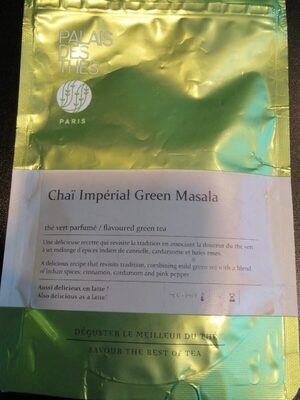 PALAIS
DES
THÉS
PARIS
Chaï Impérial Green Masala
thé vert parfumé / flavoured green tea
Une délicieuse recette qui revisite la tradition en associant la douceur du thé vert
à un mélange d'épices indien de cannelle, cardamome et baies roses.
A delicious recipe that revisits tradition, combining mild green tea with a blend
of Indian spices: cinnamon, cardamom and pink pepper.
Aussi délicieux en latte !
Also delicious as a latte!
DÉGUSTER LE MEILLEUR DU THÉ
SAVOUR THE BEST OF TEA